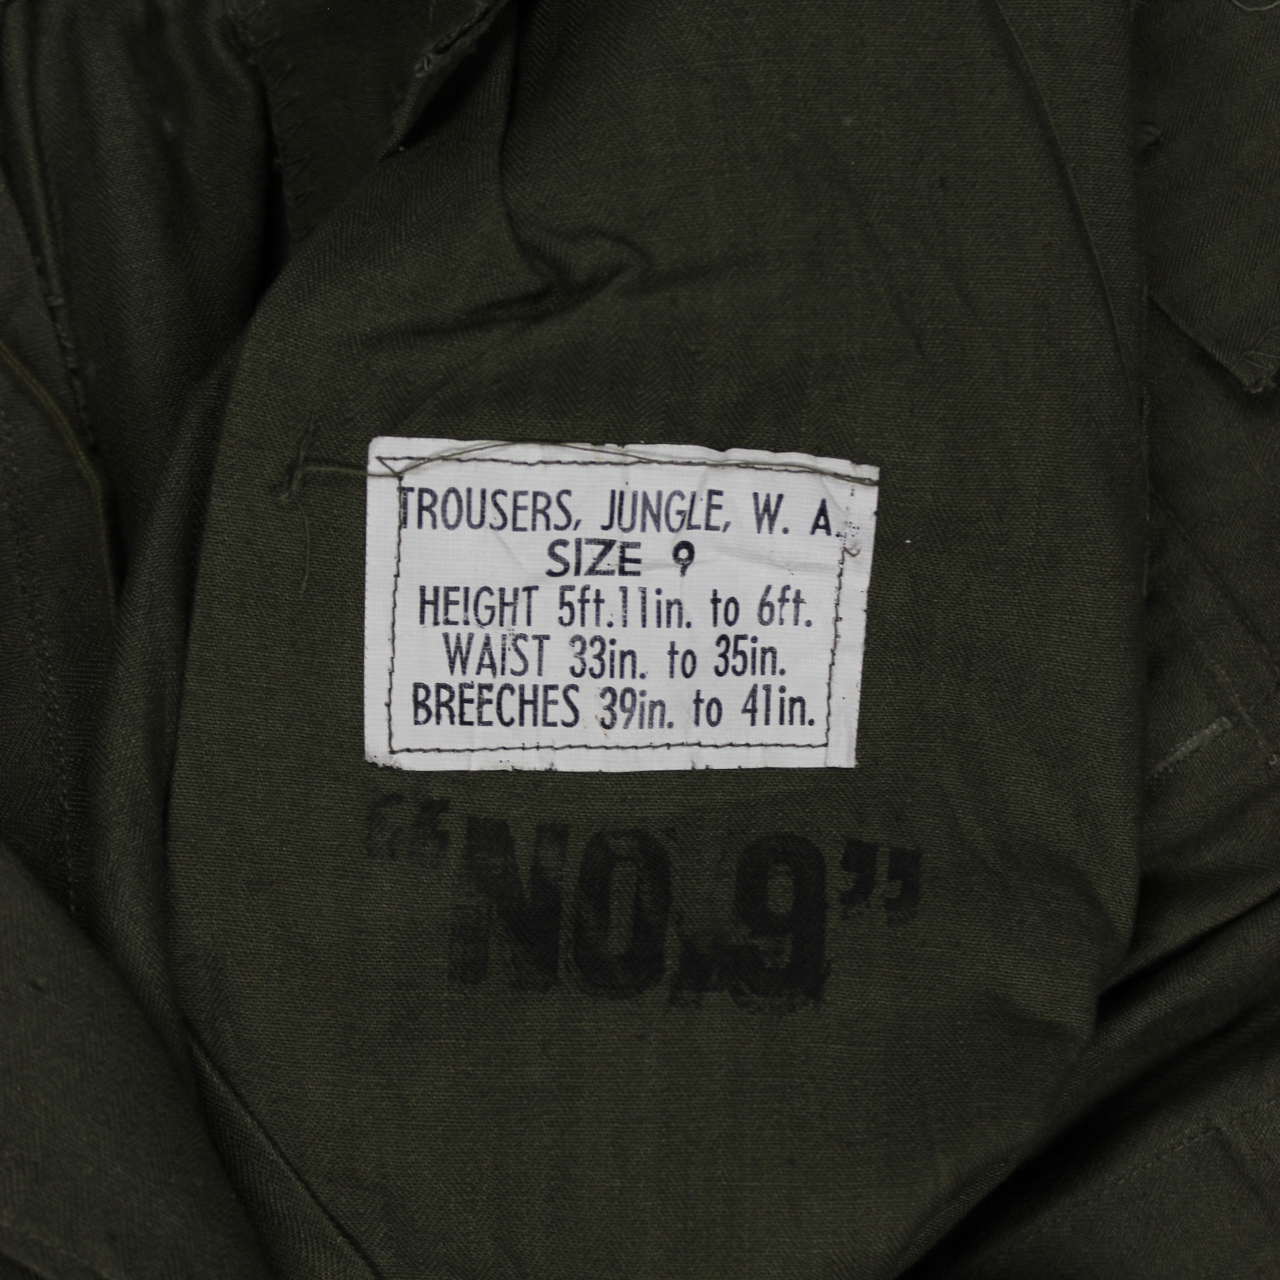 TROUSERS, JUNGLE, W. A.
SIZE 9
HEIGHT 5ft.11in. to 6ft.
WAIST 33in. to 35in.
BREECHES 39in. to 41in.
“NO.9”